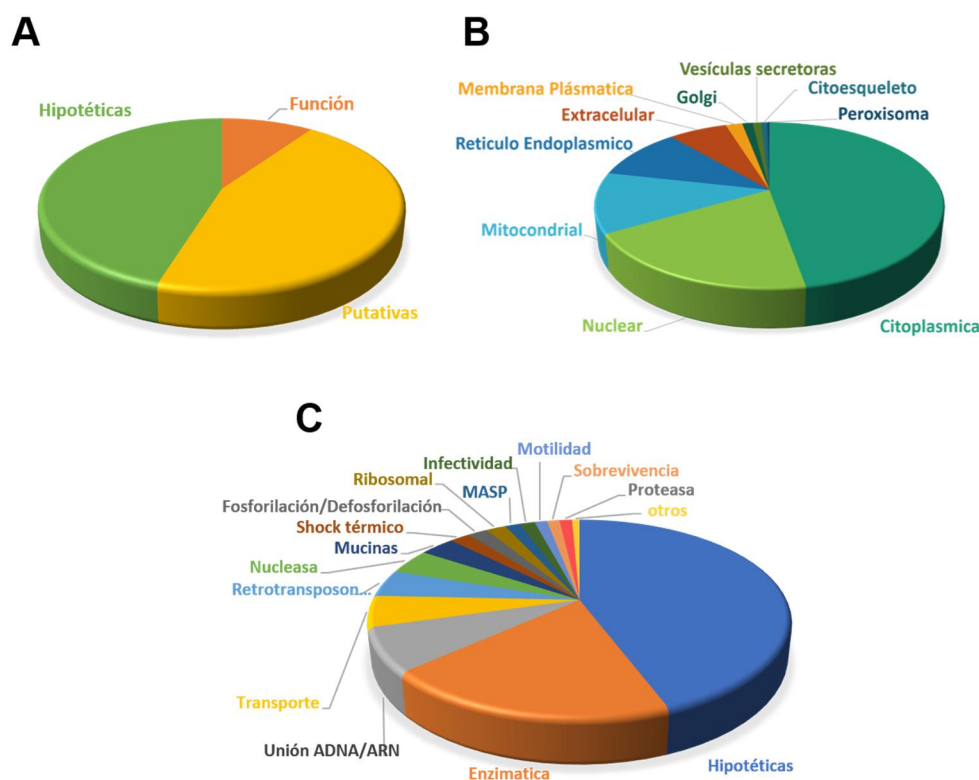 A
Hipotéticas
Función
Putativas
B
Vesículas secretoras
Membrana Plásmatica
Citoesqueleto
Golgi
Extracelular
Peroxisoma
Reticulo Endoplasmico
Mitocondrial
Nuclear
Citoplasmica
C
Motilidad
Infectividad
Sobrevivencia
Ribosomal
MASP
Proteasa
Fosforilación/Defosforilación
otros
Shock térmico
Mucinas
Nucleasa
Retrotransposon...
Transporte
Unión ADNA/ARN
Hipotéticas
Enzimatica